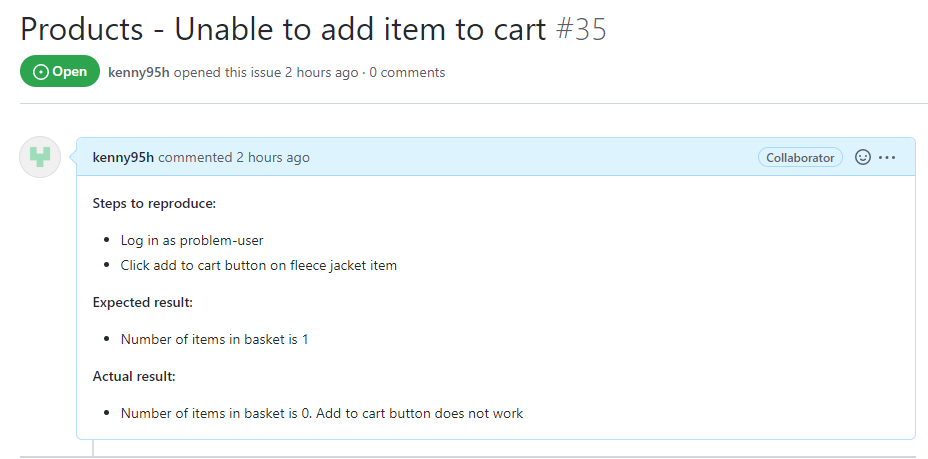 Products - Unable to add item to cart #35
Open kenny95h opened this issue 2 hours ago · 0 comments
kenny95h commented 2 hours ago Collaborator
Steps to reproduce:
• Log in as problem-user
• Click add to cart button on fleece jacket item
Expected result:
• Number of items in basket is 1
Actual result:
• Number of items in basket is 0. Add to cart button does not work